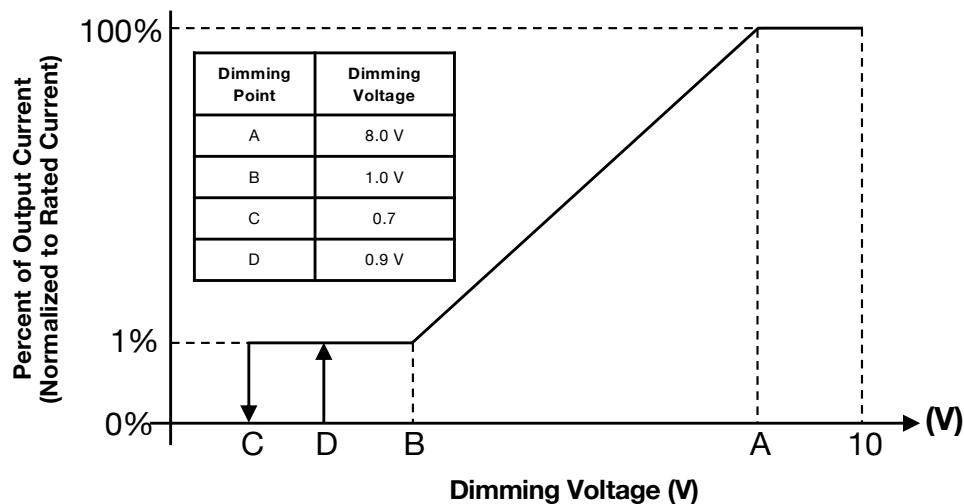 Percent of Output Current
(Normalized to Rated Current)
100%
1%
0%
Dimming
Point
Dimming
Voltage
A
8.0 V
B
1.0 V
C
0.7
D
0.9 V
C
D
B
A
10
(V)
Dimming Voltage (V)